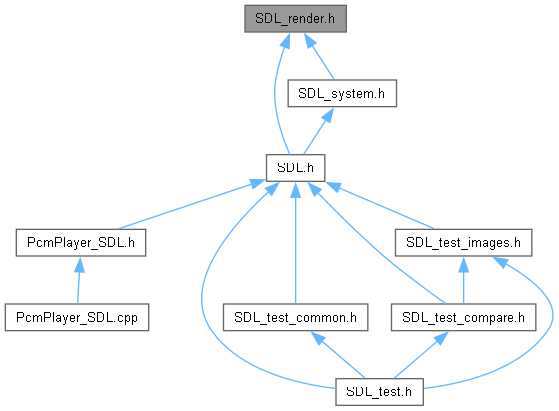 SDL_render.h
SDL_system.h
SDL.h
PcmPlayer_SDL.h
SDL_test_images.h
PcmPlayer_SDL.cpp
SDL_test_common.h
SDL_test_compare.h
SDL_test.h